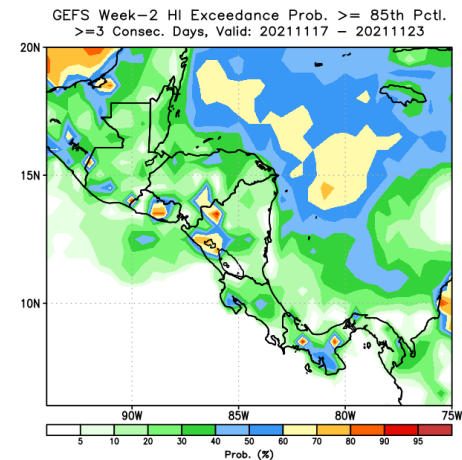 GEFS Week-2 HI Exceedance Prob. >= 85th Pctl.
>=3 Consec. Days, Valid: 20211117 - 20211123
20N
15N
10N
90W 85W 80W 75W
5 10 20 30 40 50 60 70 80 90 95
Prob. (%)